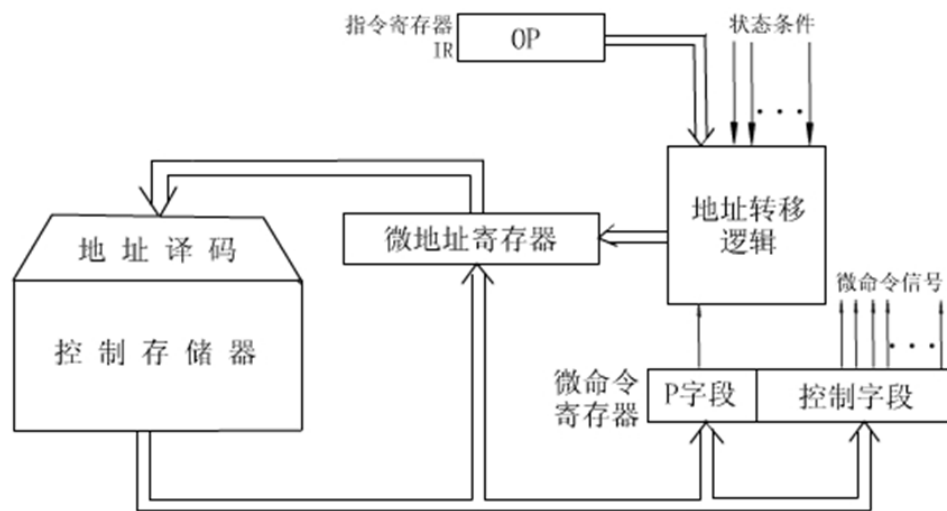 指令寄存器
IR
OP
状态条件
地址转移
逻辑
微地址寄存器
地 址 译 码
控 制 存 储 器
微命令信号
微命令
寄存器
P字段
控制字段